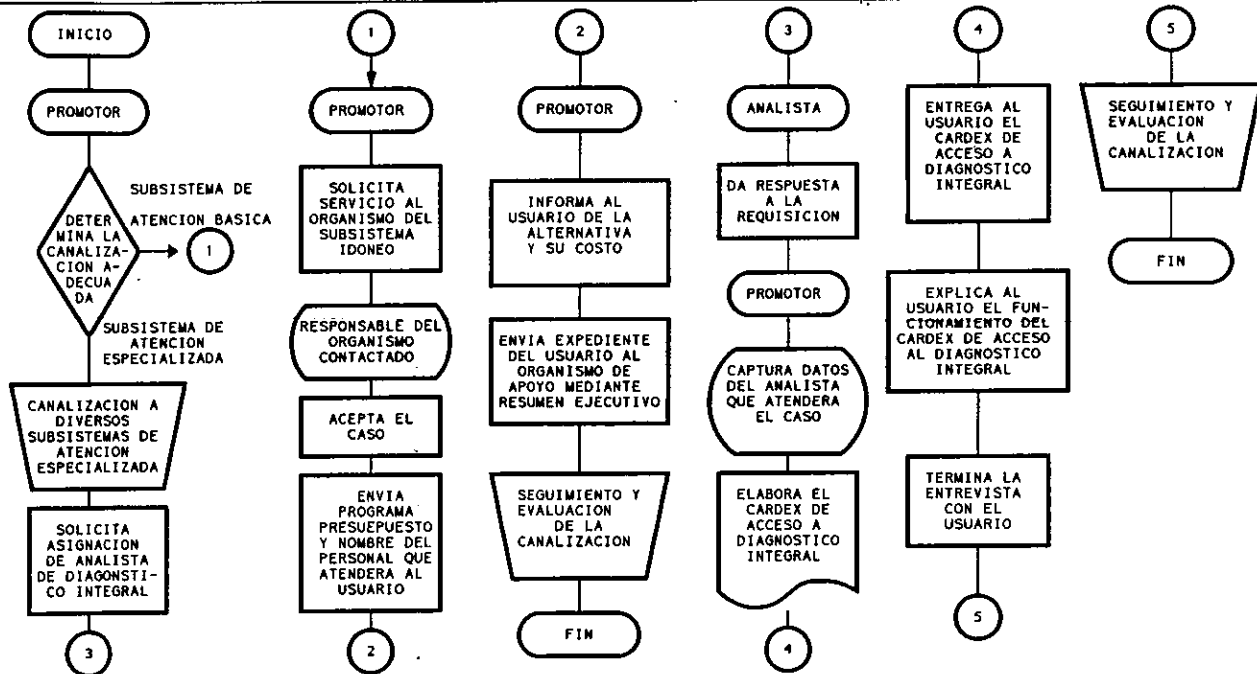 INICIO
PROMOTOR
DETER
MINA LA
CANALIZA-
CION A-
DECUA
DA
SUBSISTEMA DE
ATENCION BASICA
1
SUBSISTEMA DE
ATENCION
ESPECIALIZADA
CANALIZACION A
DIVERSOS
SUBSISTEMAS DE
ATENCION
ESPECIALIZADA
SOLICITA
ASIGNACION
DE ANALISTA
DE DIAGONSTI-
CO INTEGRAL
3
1
PROMOTOR
SOLICITA
SERVICIO AL
ORGANISMO DEL
SUBSISTEMA
IDONEO
RESPONSABLE DEL
ORGANISMO
CONTACTADO
ACEPTA EL
CASO
ENVIA
PROGRAMA
PRESUEPUESTO
Y NOMBRE DEL
PERSONAL QUE
ATENDERA AL
USUARIO
2
2
PROMOTOR
INFORMA AL
USUARIO DE LA
ALTERNATIVA
Y SU COSTO
ENVIA EXPEDIENTE
DEL USUARIO AL
ORGANISMO DE
APOYO MEDIANTE
RESUMEN EJECUTIVO
SEGUIMIENTO Y
EVALUACION
DE LA
CANALIZACION
FIN
3
ANALISTA
DA RESPUESTA
A LA
REQUISICION
PROMOTOR
CAPTURA DATOS
DEL ANALISTA
QUE ATENDERA
EL CASO
ELABORA EL
CARDEX DE
ACCESO A
DIAGNOSTICO
INTEGRAL
4
4
ENTREGA AL
USUARIO EL
CARDEX DE
ACCESO A
DIAGNOSTICO
INTEGRAL
EXPLICA AL
USUARIO EL FUN-
CIONAMIENTO DEL
CARDEX DE ACCESO
AL DIAGNOSTICO
INTEGRAL
TERMINA LA
ENTREVISTA
CON EL
USUARIO
5
5
SEGUIMIENTO Y
EVALUACION
DE LA
CANALIZACION
FIN